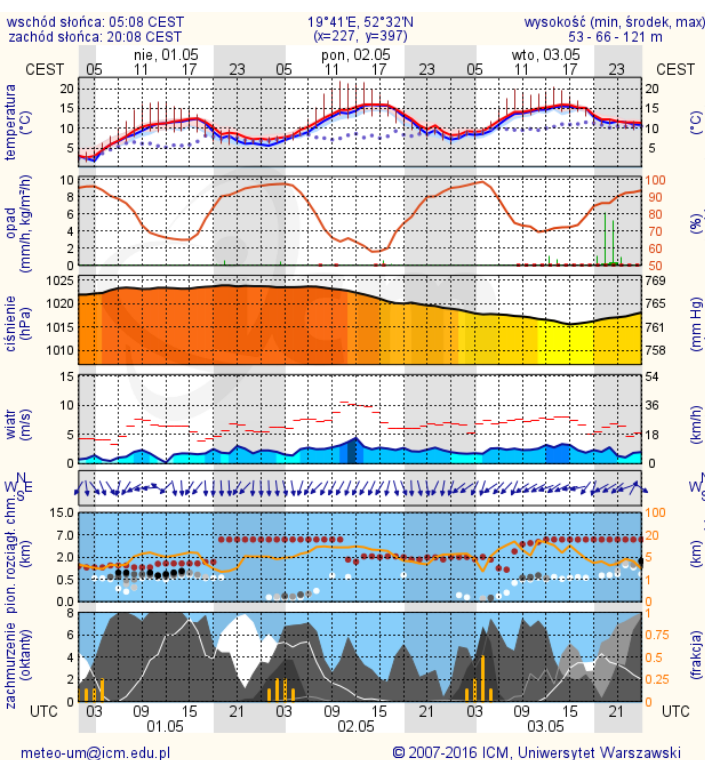 wschód słońca: 05:08 CEST 19°41'E, 52°32'N wysokość (min, środek, max)
zachód słońca: 20:08 CEST (x=227, y=397) 53 - 66 - 121 m
nie, 01.05 pon, 02.05 wto, 03.05
CEST 05 11 17 23 05 11 17 23 05 11 17 23 CEST
temperatura
(°C)
20 20
15 15
10 10
5 5
(°C)
opad
(mm/h, kg/m²/h)
10 100
8 90
6 80
4 70
2 60
0 50
(%)
ciśnienie
(hPa)
1025 769
1020 765
1015 761
1010 758
(mm Hg)
wiatr
(m/s)
15 54
10 36
5 18
0 0
(km/h)
N
W E
S
pion. rozciągł. chm.
(km)
15.0 100
7.0 20
2.0 5
0.5 1
0.0 0
(km)
zachmurzenie
(oktanty)
8 1
6 0.75
4 0.5
2 0.25
0 0
(frakcja)
UTC 03 09 15 21 03 09 15 21 03 09 15 21 UTC
01.05 02.05 03.05
meteo-um@icm.edu.pl © 2007-2016 ICM, Uniwersytet Warszawski